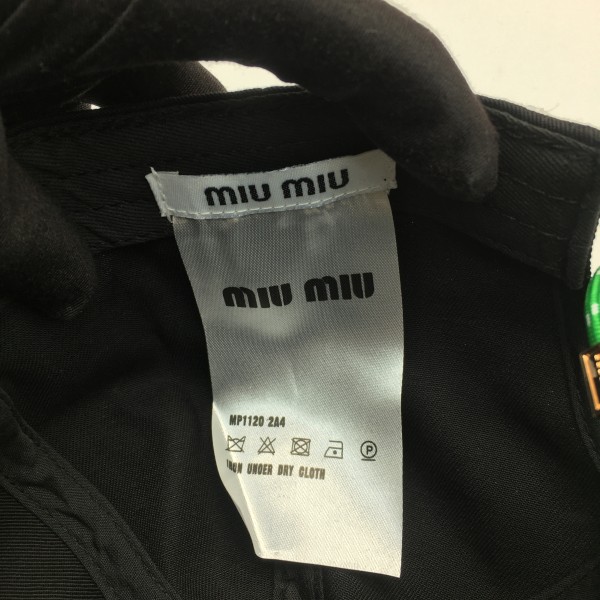 miu miu
miu miu
MP1120 2A4
P
IRON UNDER DRY CLOTH